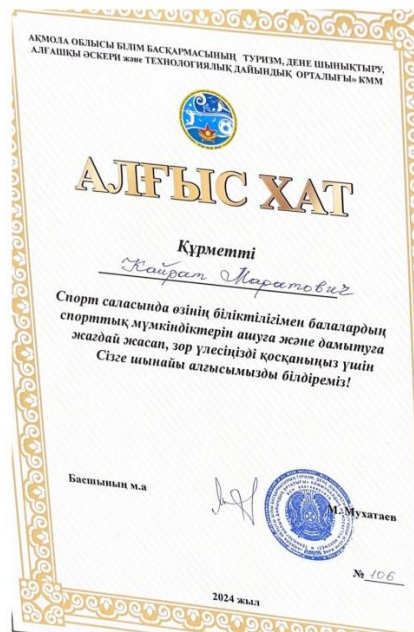 АҚМОЛА ОБЛЫСЫ БІЛІМ БАСҚАРМАСЫНЫҢ ТУРИЗМ, ДЕНЕ ШЫНЫҚТЫРУ,
АЛҒАШҚЫ ӘСКЕРИ және ТЕХНОЛОГИЯЛЫҚ ДАЙЫНДЫҚ ОРТАЛЫҒЫ» КММ
АЛҒЫС ХАТ
Құрметті
Кайрат Маратович
Спорт саласында өзінің біліктілігімен балалардың
спорттық мүмкіндіктерін ашуға және дамытуға
жағдай жасап, зор үлесіңізді қосқаныңыз үшін
Сізге шынайы алғысымызды білдіреміз!
Басшының м.а
М. Мухатаев
№ 106
2024 жыл